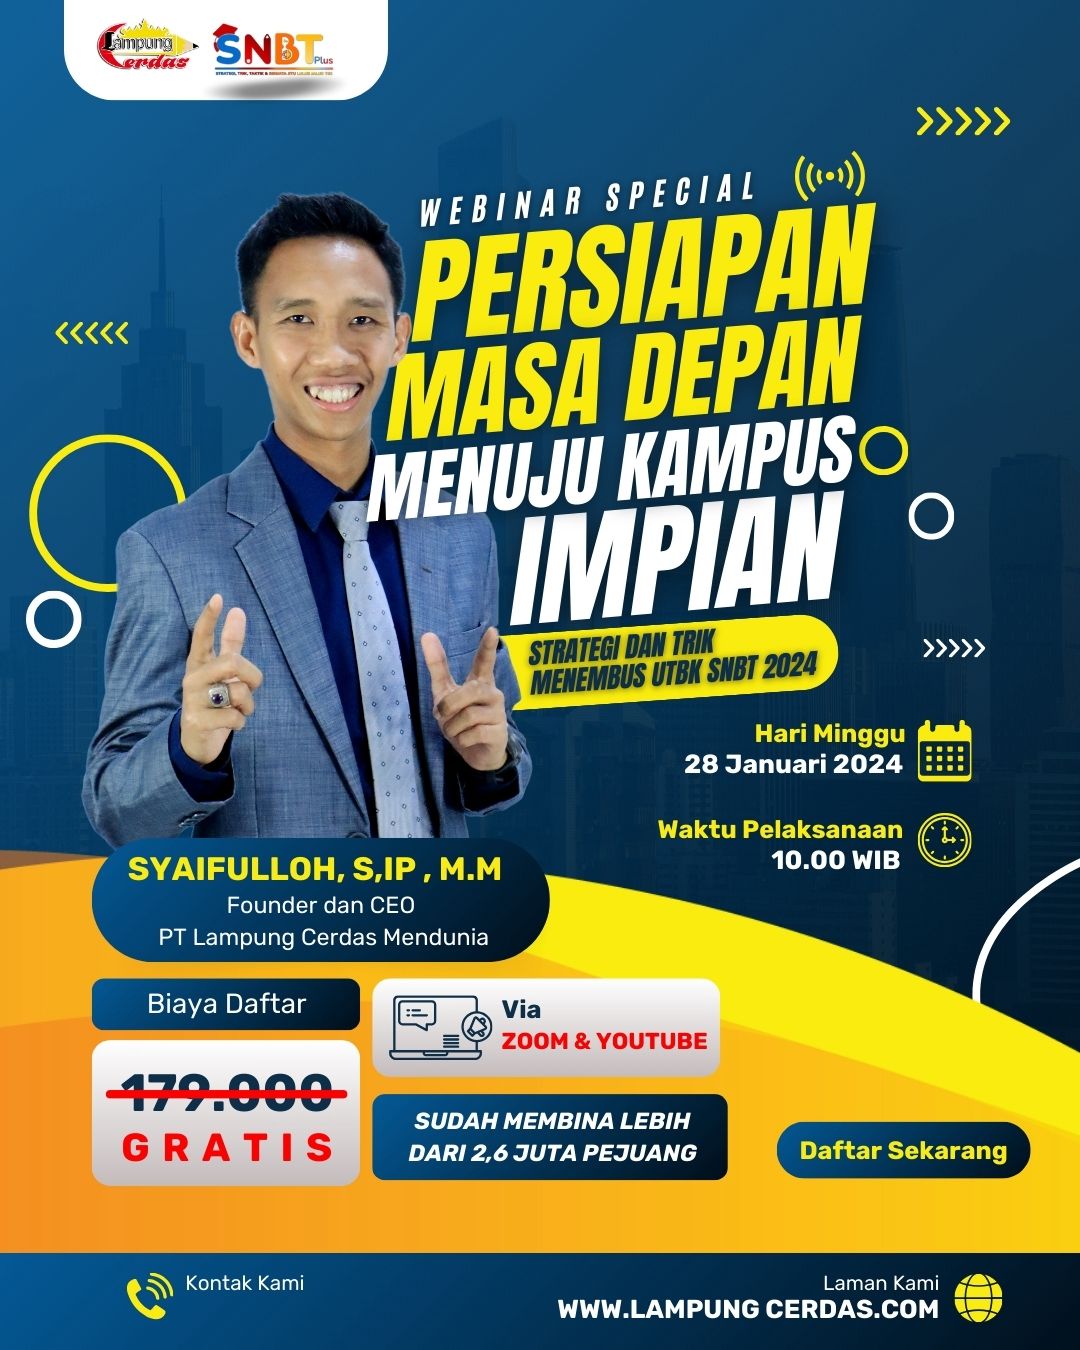 Lampung
Cerdas
SNBT
Plus
WEBINAR SPECIAL
PERSIAPAN
MASA DEPAN
MENUJU KAMPUS
IMPIAN
STRATEGI DAN TRIK
MENEMBUS UTBK SNBT 2024
Hari Minggu
28 Januari 2024
Waktu Pelaksanaan
10.00 WIB
SYAIFULLOH, S,IP , M.M
Founder dan CEO
PT Lampung Cerdas Mendunia
Biaya Daftar
179.000
GRATIS
Via
ZOOM & YOUTUBE
SUDAH MEMBINA LEBIH
DARI 2,6 JUTA PEJUANG
Daftar Sekarang
Kontak Kami
Laman Kami
WWW.LAMPUNG CERDAS.COM